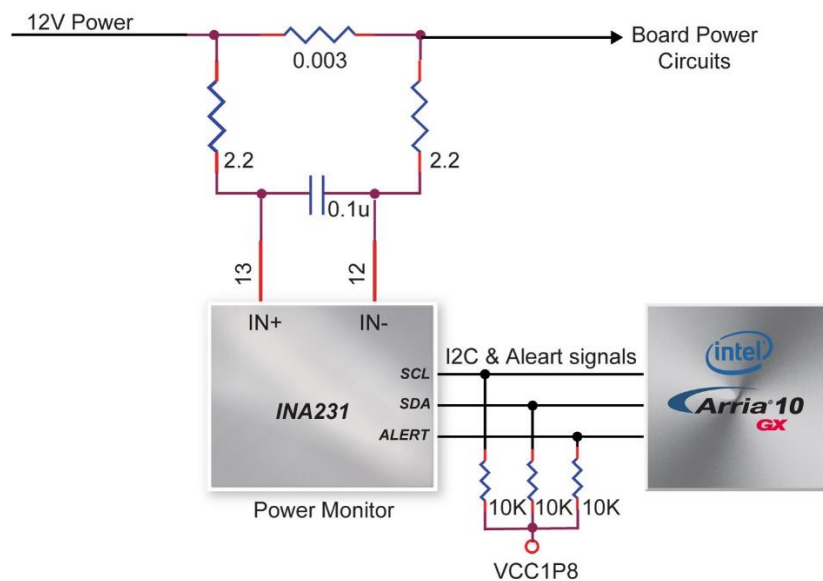 12V Power
0.003
Board Power
Circuits
2.2
2.2
0.1u
13
12
IN+
IN-
I2C & Aleart signals
SCL
SDA
ALERT
INA231
intel
Arria 10
GX
10K
10K
10K
Power Monitor
VCC1P8